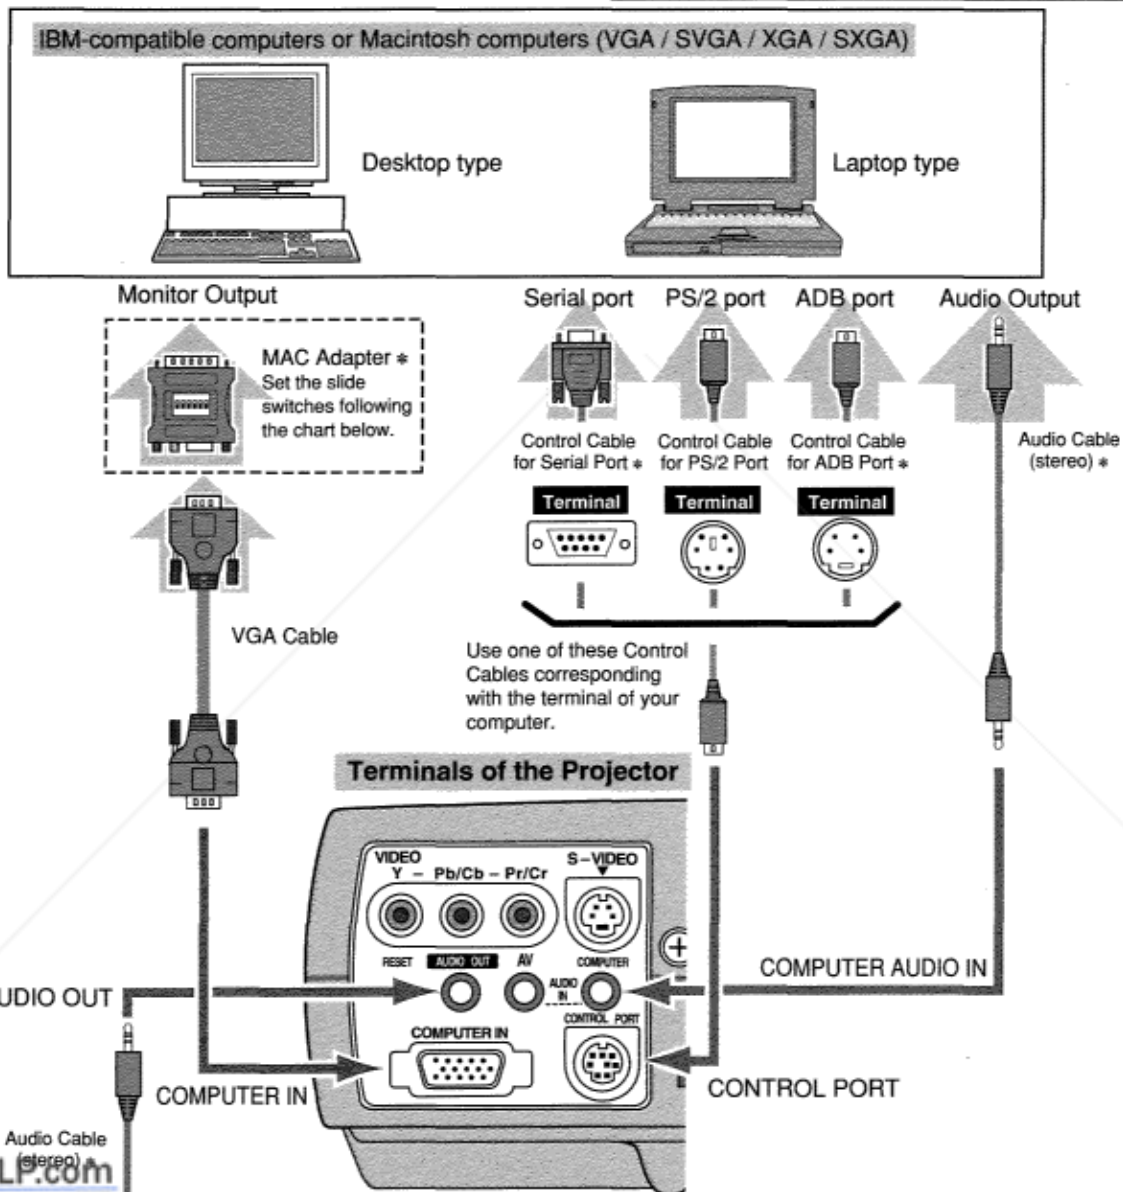 IBM-compatible computers or Macintosh computers (VGA / SVGA / XGA / SXGA)
Desktop type
Laptop type
Monitor Output
Serial port
PS/2 port
ADB port
Audio Output
MAC Adapter *
Set the slide
switches following
the chart below.
Control Cable
for Serial Port *
Control Cable
for PS/2 Port
Control Cable
for ADB Port *
Audio Cable
(stereo) *
Terminal
Terminal
Terminal
VGA Cable
Use one of these Control
Cables corresponding
with the terminal of your
computer.
Terminals of the Projector
VIDEO
Y – Pb/Cb – Pr/Cr
S–VIDEO
RESET
AUDIO OUT
AV
COMPUTER
AUDIO
IN
COMPUTER AUDIO IN
UDIO OUT
COMPUTER IN
CONTROL PORT
COMPUTER IN
CONTROL PORT
Audio Cable
(stereo) *
LP.com